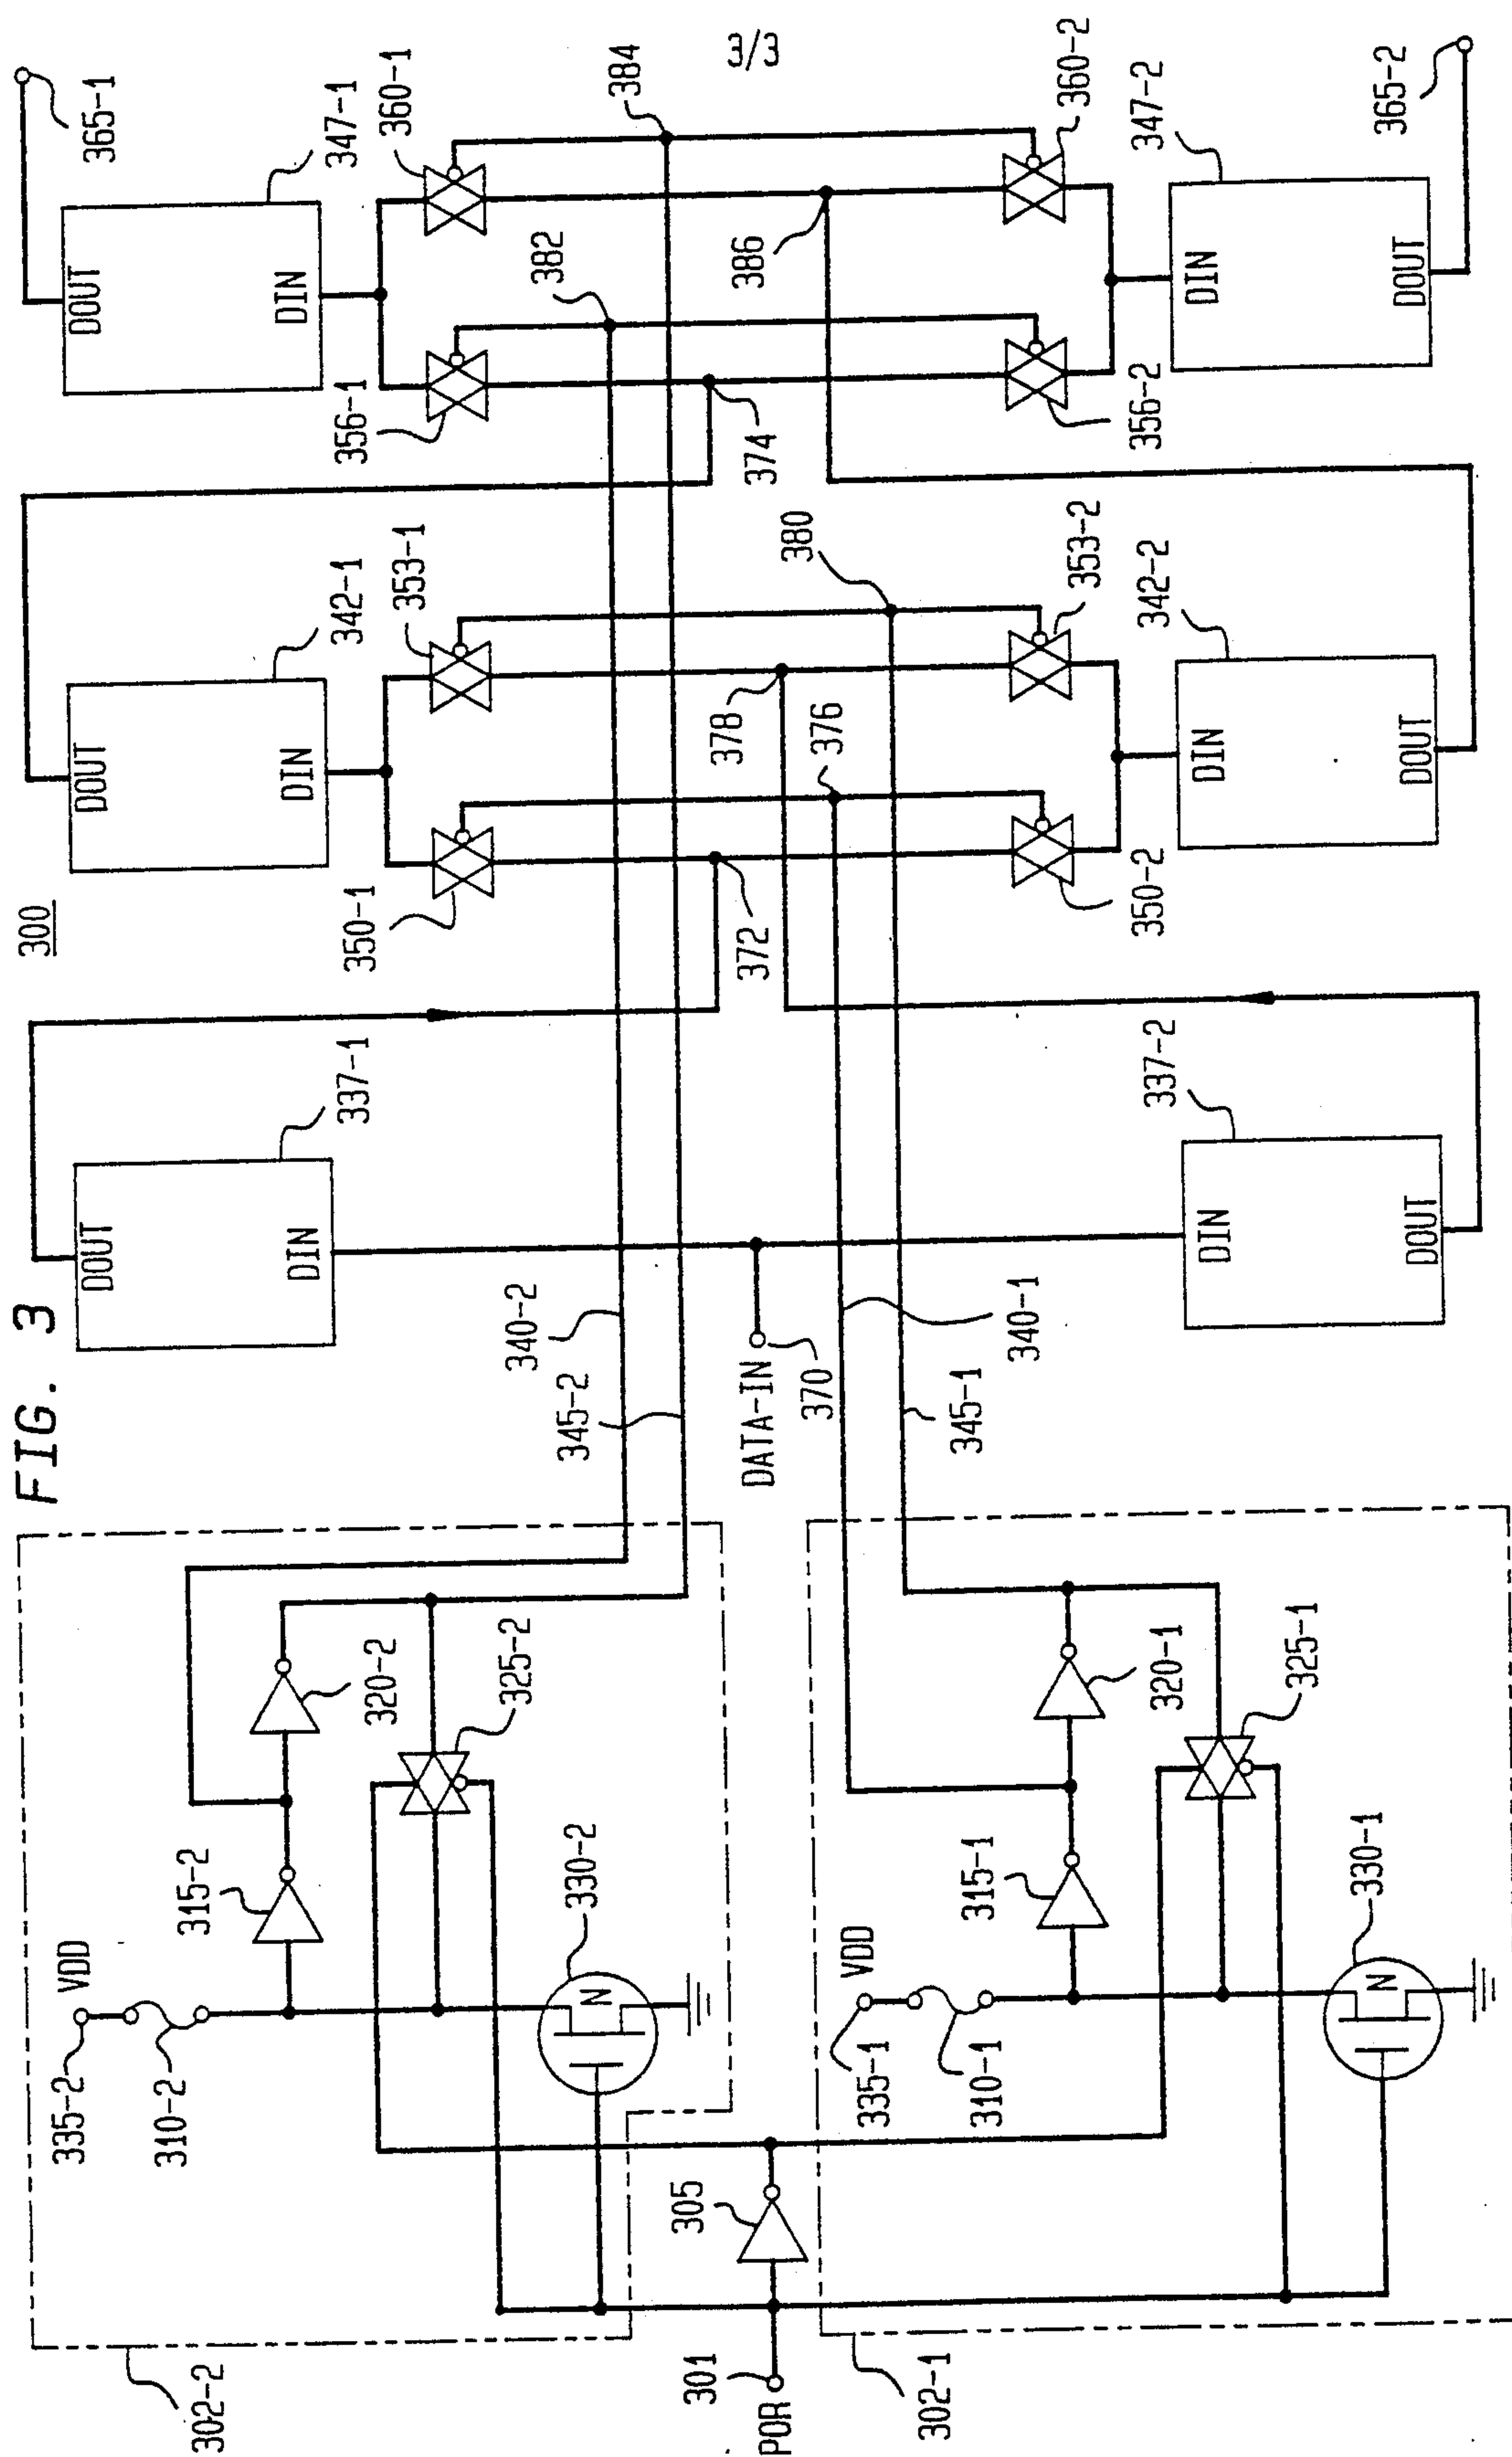 FIG. 3
300
3/3
302-2
335-2
VDD
310-2
315-2
320-2
325-2
330-2
N
340-2
345-2
305
301
POR
302-1
335-1
VDD
310-1
315-1
320-1
325-1
330-1
N
340-1
345-1
DATA-IN
370
DOUT
DIN
337-1
DIN
DOUT
337-2
372
378
376
380
350-1
353-1
350-2
353-2
DOUT
DIN
342-1
DIN
DOUT
342-2
374
382
384
386
356-1
360-1
356-2
360-2
DOUT
DIN
347-1
DIN
DOUT
347-2
365-1
365-2